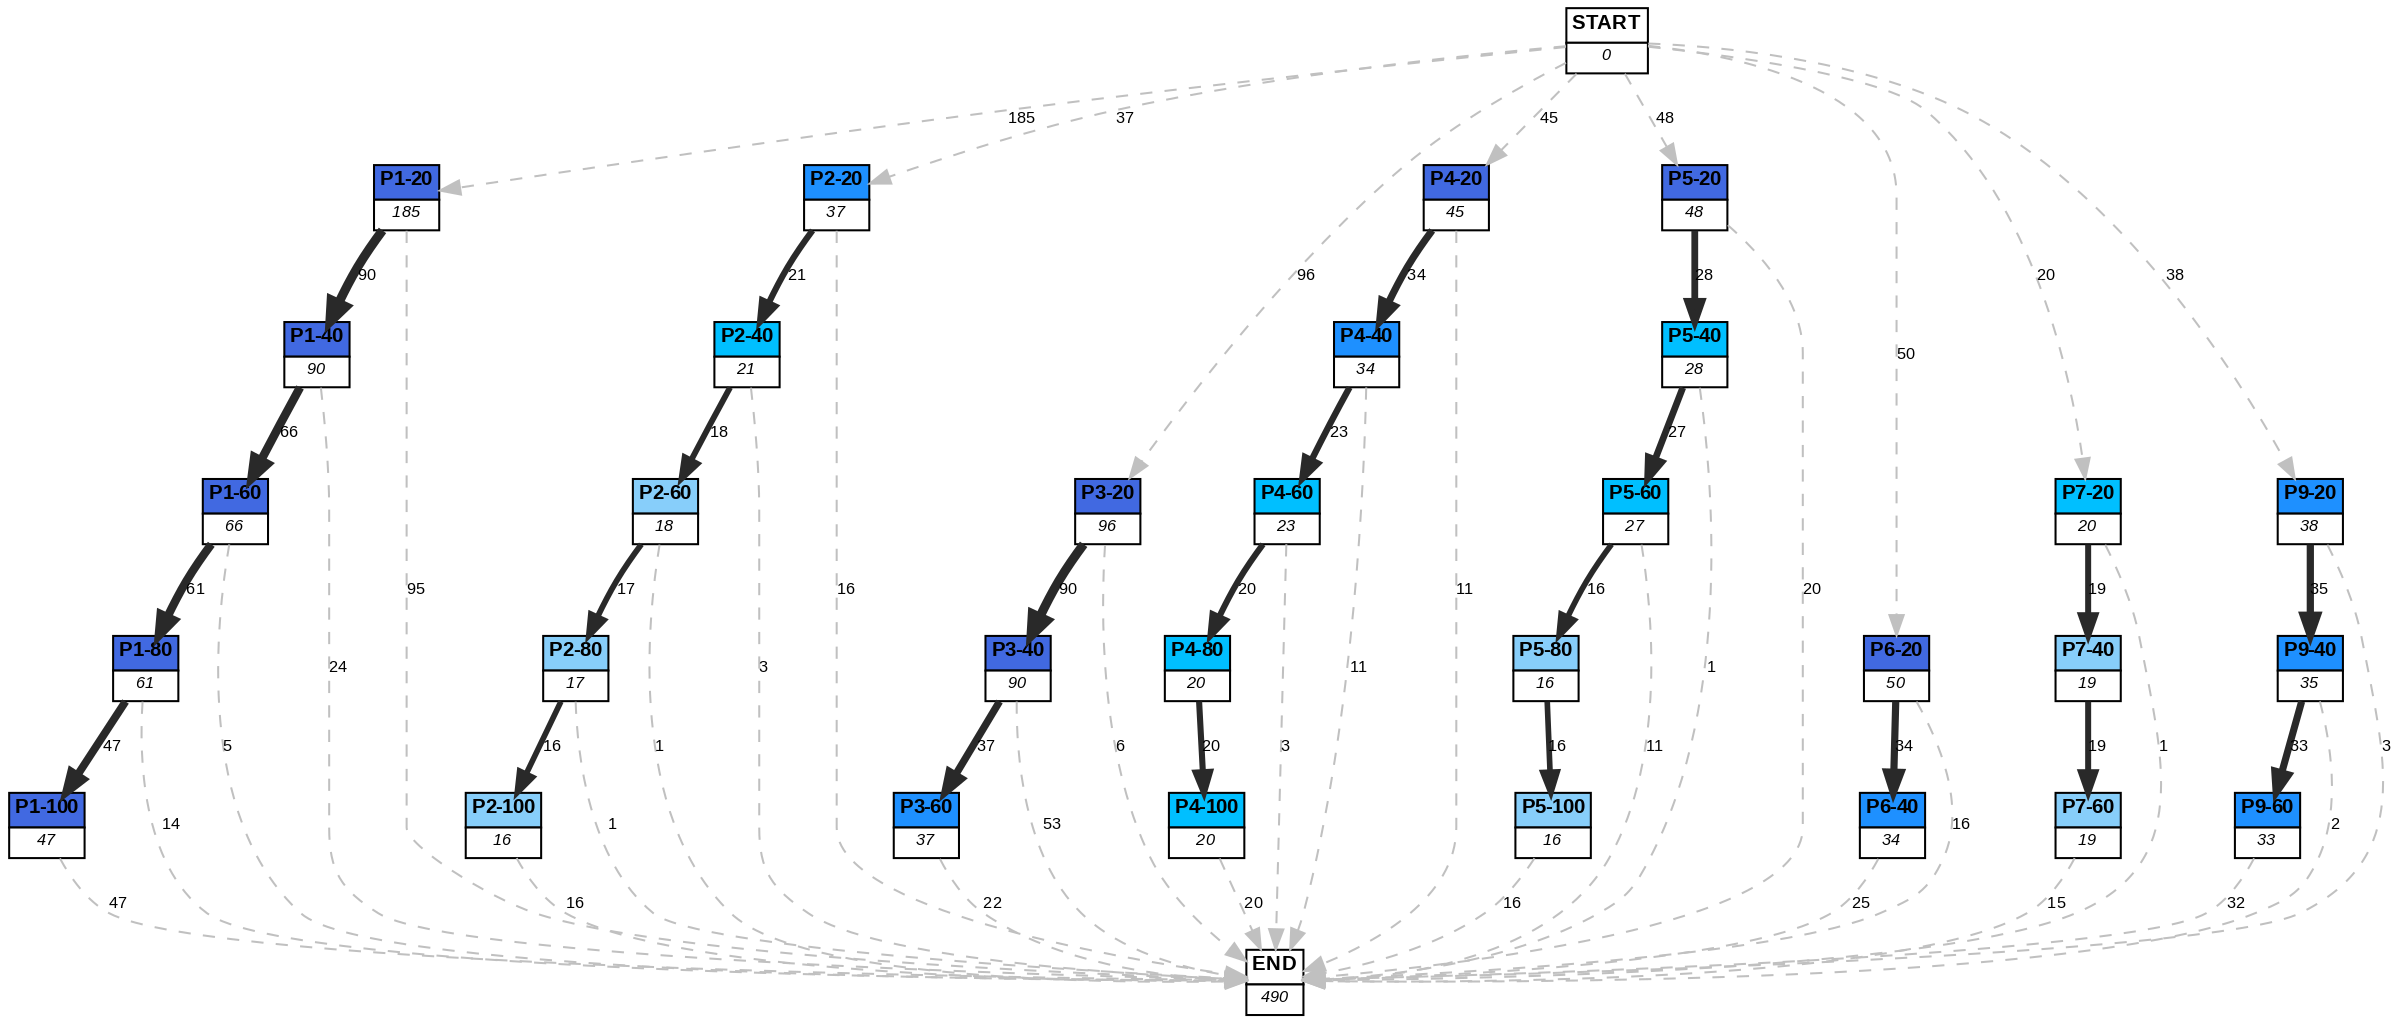 START
0
185
37
45
48
P1-20
185
P2-20
37
P4-20
45
P5-20
48
90
21
34
28
96
20
38
P1-40
90
P2-40
21
P4-40
34
P5-40
28
50
66
18
23
27
P1-60
66
P2-60
18
P3-20
96
P4-60
23
P5-60
27
P7-20
20
P9-20
38
61
95
17
16
90
20
11
16
20
19
35
P1-80
61
24
P2-80
17
3
P3-40
90
P4-80
20
11
P5-80
16
1
P6-20
50
P7-40
19
P9-40
35
47
5
16
1
37
6
20
3
16
11
34
19
1
33
3
P1-100
47
14
P2-100
16
1
P3-60
37
53
P4-100
20
P5-100
16
P6-40
34
16
P7-60
19
P9-60
33
2
47
16
22
20
16
25
15
32
END
490